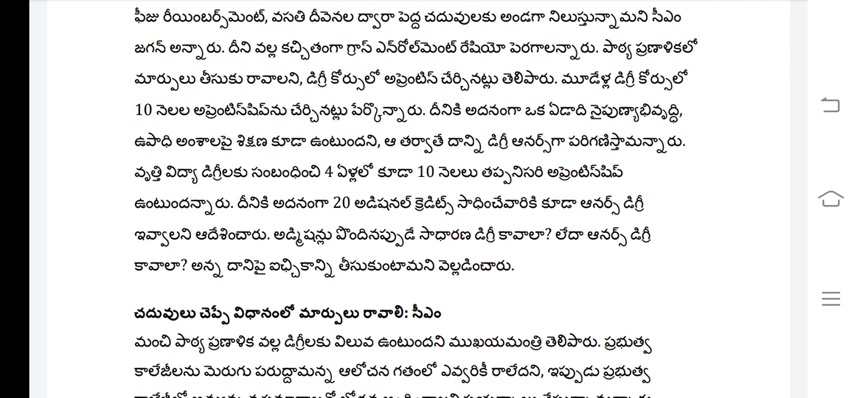 ఫీజు రీయింబర్స్‌మెంట్, వసతి దీవెనల ద్వారా పెద్ద చదువులకు అండగా నిలుస్తున్నామని సీఎం
జగన్ అన్నారు. దీని వల్ల కచ్చితంగా గ్రాస్ ఎన్‌రోల్‌మెంట్ రేషియో పెరగాలన్నారు. పాఠ్య ప్రణాళికలో
మార్పులు తీసుకు రావాలని, డిగ్రీ కోర్సులో అప్రెంటిస్ చేర్చినట్లు తెలిపారు. మూడేళ్ల డిగ్రీ కోర్సులో
10 నెలల అప్రెంటిస్‌షిప్‌ను చేర్చినట్లు పేర్కొన్నారు. దీనికి అదనంగా ఒక ఏడాది నైపుణ్యాభివృద్ధి,
ఉపాధి అంశాలపై శిక్షణ కూడా ఉంటుందని, ఆ తర్వాతే దాన్ని డిగ్రీ ఆనర్స్‌గా పరిగణిస్తామన్నారు.
వృత్తి విద్యా డిగ్రీలకు సంబంధించి 4 ఏళ్లలో కూడా 10 నెలలు తప్పనిసరి అప్రెంటిస్‌షిప్
ఉంటుందన్నారు. దీనికి అదనంగా 20 అడిషనల్ క్రెడిట్స్ సాధించేవారికి కూడా ఆనర్స్ డిగ్రీ
ఇవ్వాలని ఆదేశించారు. అడ్మిషన్లు పొందినప్పుడే సాధారణ డిగ్రీ కావాలా? లేదా ఆనర్స్ డిగ్రీ
కావాలా? అన్న దానిపై ఐచ్ఛికాన్ని తీసుకుంటామని వెల్లడించారు.
చదువులు చెప్పే విధానంలో మార్పులు రావాలి: సీఎం
మంచి పాఠ్య ప్రణాళిక వల్ల డిగ్రీలకు విలువ ఉంటుందని ముఖయమంత్రి తెలిపారు. ప్రభుత్వ
కాలేజీలను మెరుగు పరుద్దామన్న ఆలోచన గతంలో ఎవ్వరికీ రాలేదని, ఇప్పుడు ప్రభుత్వ